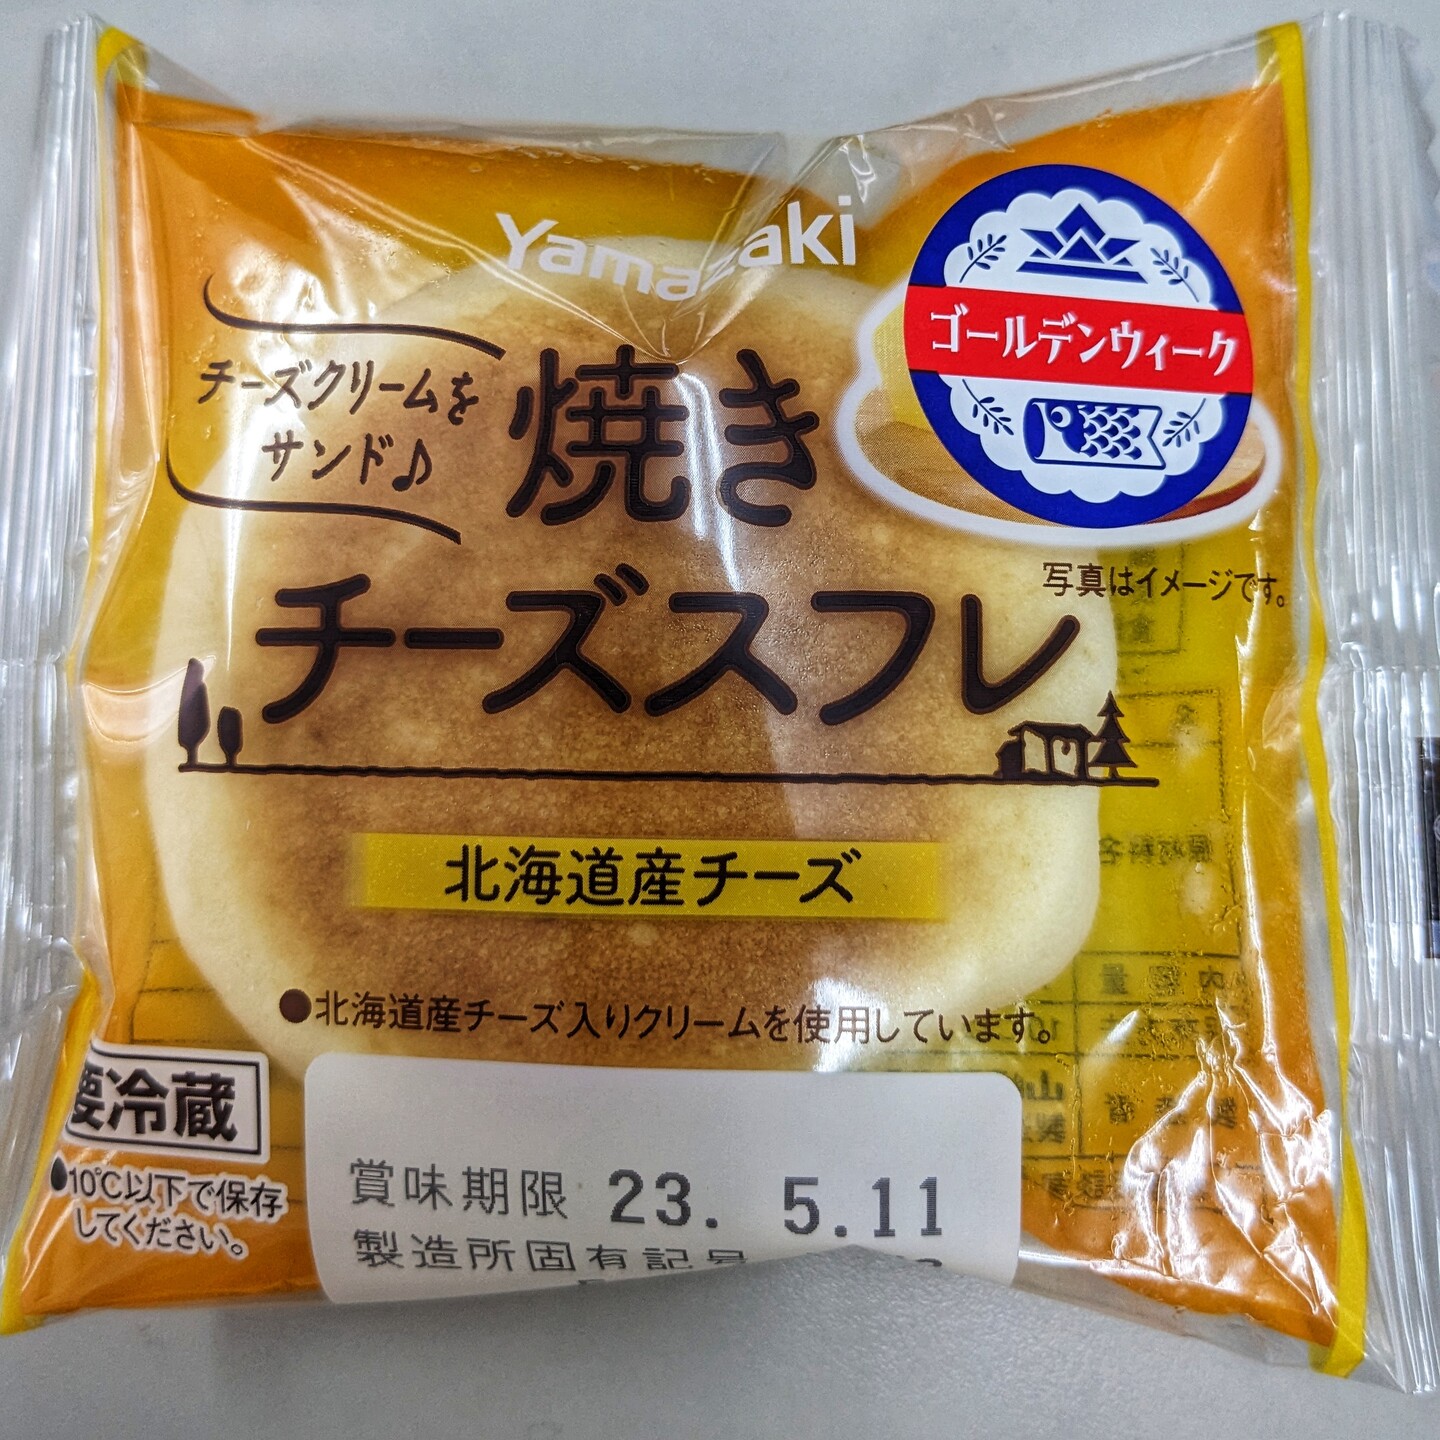 Yamazaki
チーズクリームを
サンド♪
焼き
チーズスフレ
ゴールデンウィーク
写真はイメージです。
北海道産チーズ
●北海道産チーズ入りクリームを使用しています。
要冷蔵
●10℃以下で保存
してください。
賞味期限 23. 5.11
製造所固有記号